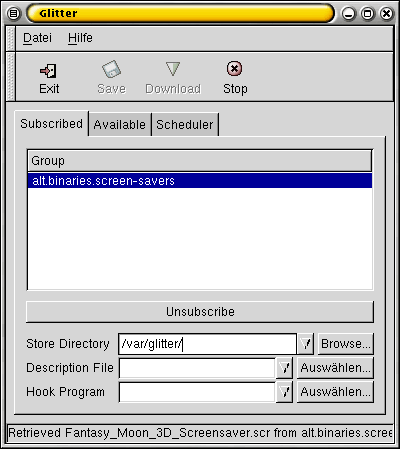 Glitter
Datei Hilfe
Exit Save Download Stop
Subscribed Available Scheduler
Group
alt.binaries.screen-savers
Unsubscribe
Store Directory /var/glitter/ Browse...
Description File Auswählen...
Hook Program Auswählen...
Retrieved Fantasy_Moon_3D_Screensaver.scr from alt.binaries.scree